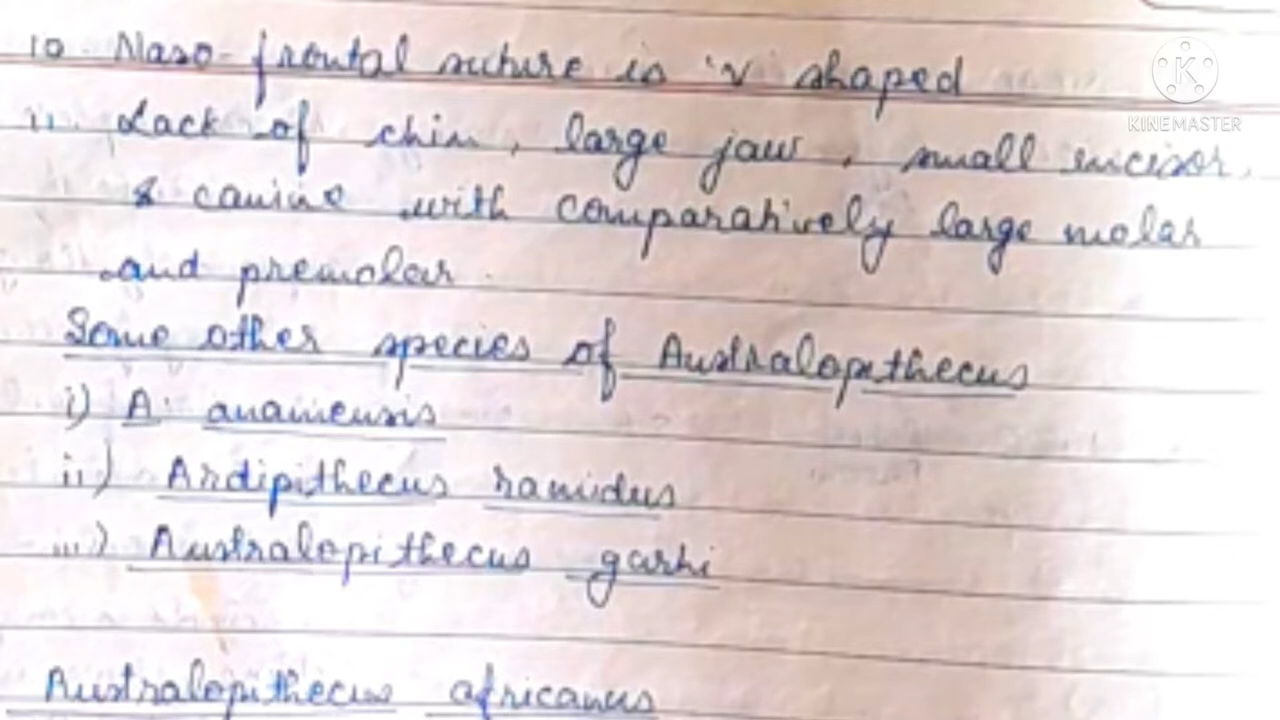 10. Naso-frontal suture is 'v' shaped
11. Lack of chin, large jaw, small incisor,
& canine with comparatively large molar
and premolar.
Some other species of Australopithecus
i) A. anamensis
ii) Ardipithecus ramidus
iii) Australopithecus garhi
Australopithecus africanus
KINEMASTER